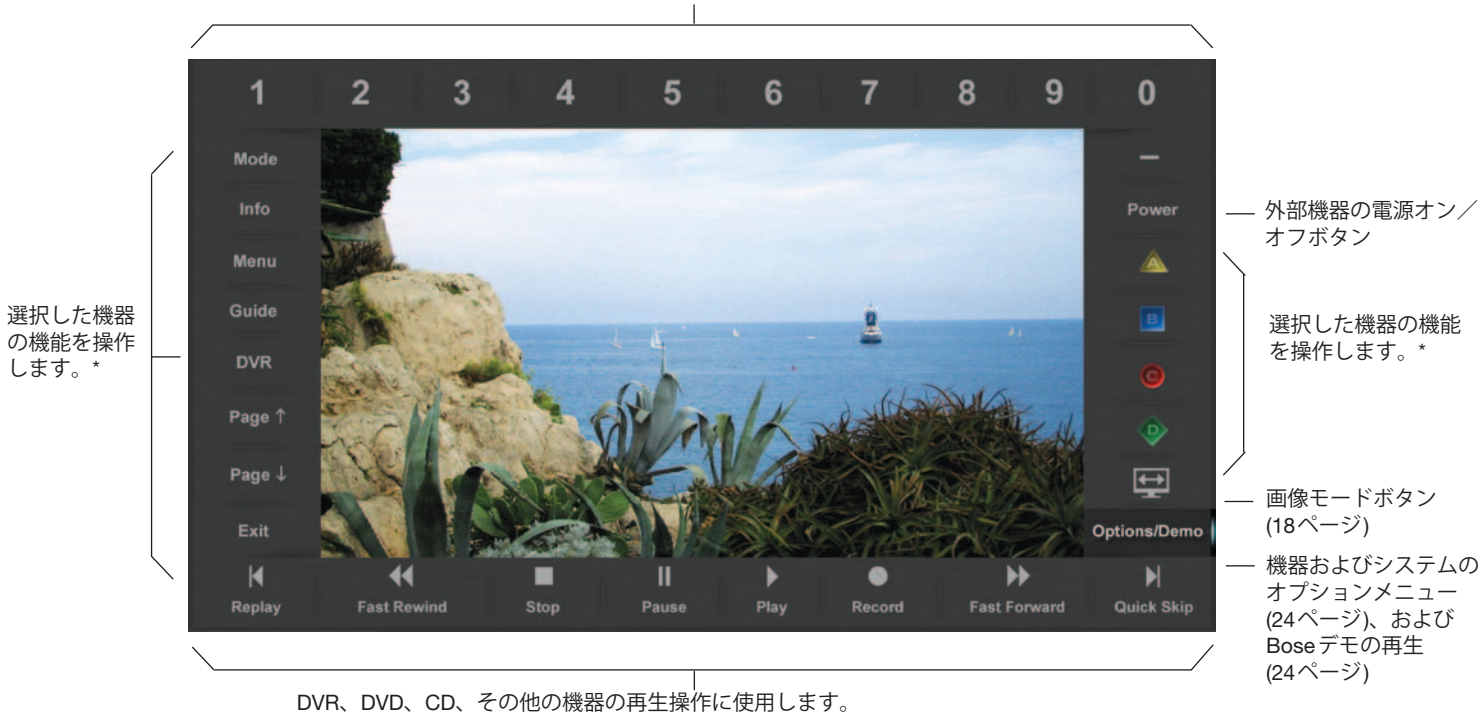 1 2 3 4 5 6 7 8 9 0
Mode
Info
Menu
Guide
DVR
Page ↑
Page ↓
Exit
–
Power
A
B
C
D
Options/Demo
Replay
Fast Rewind
Stop
Pause
Play
Record
Fast Forward
Quick Skip
選択した機器
の機能を操作
します。*
外部機器の電源オン／
オフボタン
選択した機器の機能
を操作します。*
画像モードボタン
(18ページ)
機器およびシステムの
オプションメニュー
(24ページ)、および
Boseデモの再生
(24ページ)
DVR、DVD、CD、その他の機器の再生操作に使用します。